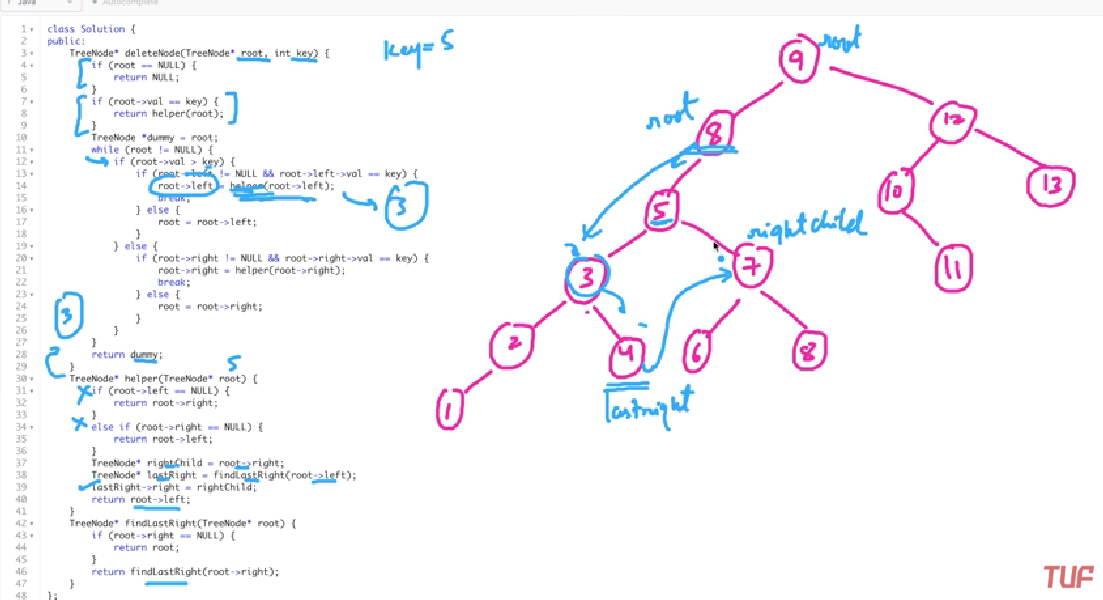 Java
Autocomplete
1 class Solution {
2 public:
3 TreeNode* deleteNode(TreeNode* root, int key) {
4 if (root == NULL) {
5 return NULL;
6 }
7 if (root->val == key) {
8 return helper(root);
9 }
10 TreeNode *dummy = root;
11 while (root != NULL) {
12 if (root->val > key) {
13 if (root->left != NULL && root->left->val == key) {
14 root->left = helper(root->left);
15 break;
16 } else {
17 root = root->left;
18 }
19 } else {
20 if (root->right != NULL && root->right->val == key) {
21 root->right = helper(root->right);
22 break;
23 } else {
24 root = root->right;
25 }
26 }
27 }
28 return dummy;
29 }
30 TreeNode* helper(TreeNode* root) {
31 if (root->left == NULL) {
32 return root->right;
33 }
34 else if (root->right == NULL) {
35 return root->left;
36 }
37 TreeNode* rightChild = root->right;
38 TreeNode* lastRight = findLastRight(root->left);
39 lastRight->right = rightChild;
40 return root->left;
41 }
42 TreeNode* findLastRight(TreeNode* root) {
43 if (root->right == NULL) {
44 return root;
45 }
46 return findLastRight(root->right);
47 }
48 };
key=5
3
3
5
9 root
root 8
12
5
10
13
right child
3
7
11
2
4
6
8
1
lastright
TUF